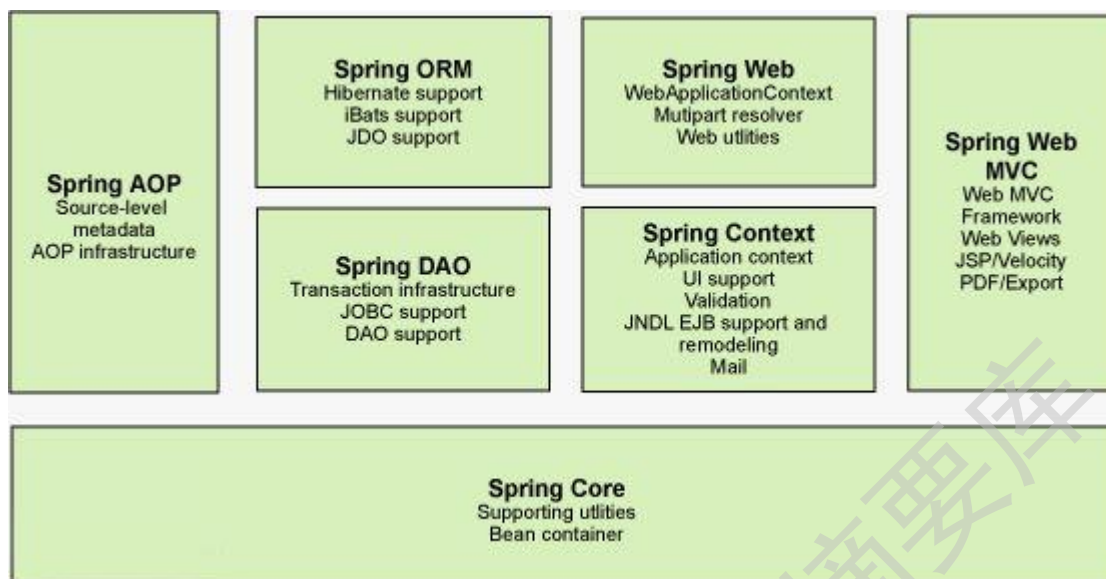 Spring AOP
Source-level
metadata
AOP infrastructure
Spring ORM
Hibernate support
iBats support
JDO support
Spring DAO
Transaction infrastructure
JOBC support
DAO support
Spring Web
WebApplicationContext
Mutipart resolver
Web utlities
Spring Context
Application context
UI support
Validation
JNDL EJB support and
remodeling
Mail
Spring Web
MVC
Web MVC
Framework
Web Views
JSP/Velocity
PDF/Export
Spring Core
Supporting utlities
Bean container
摘要库